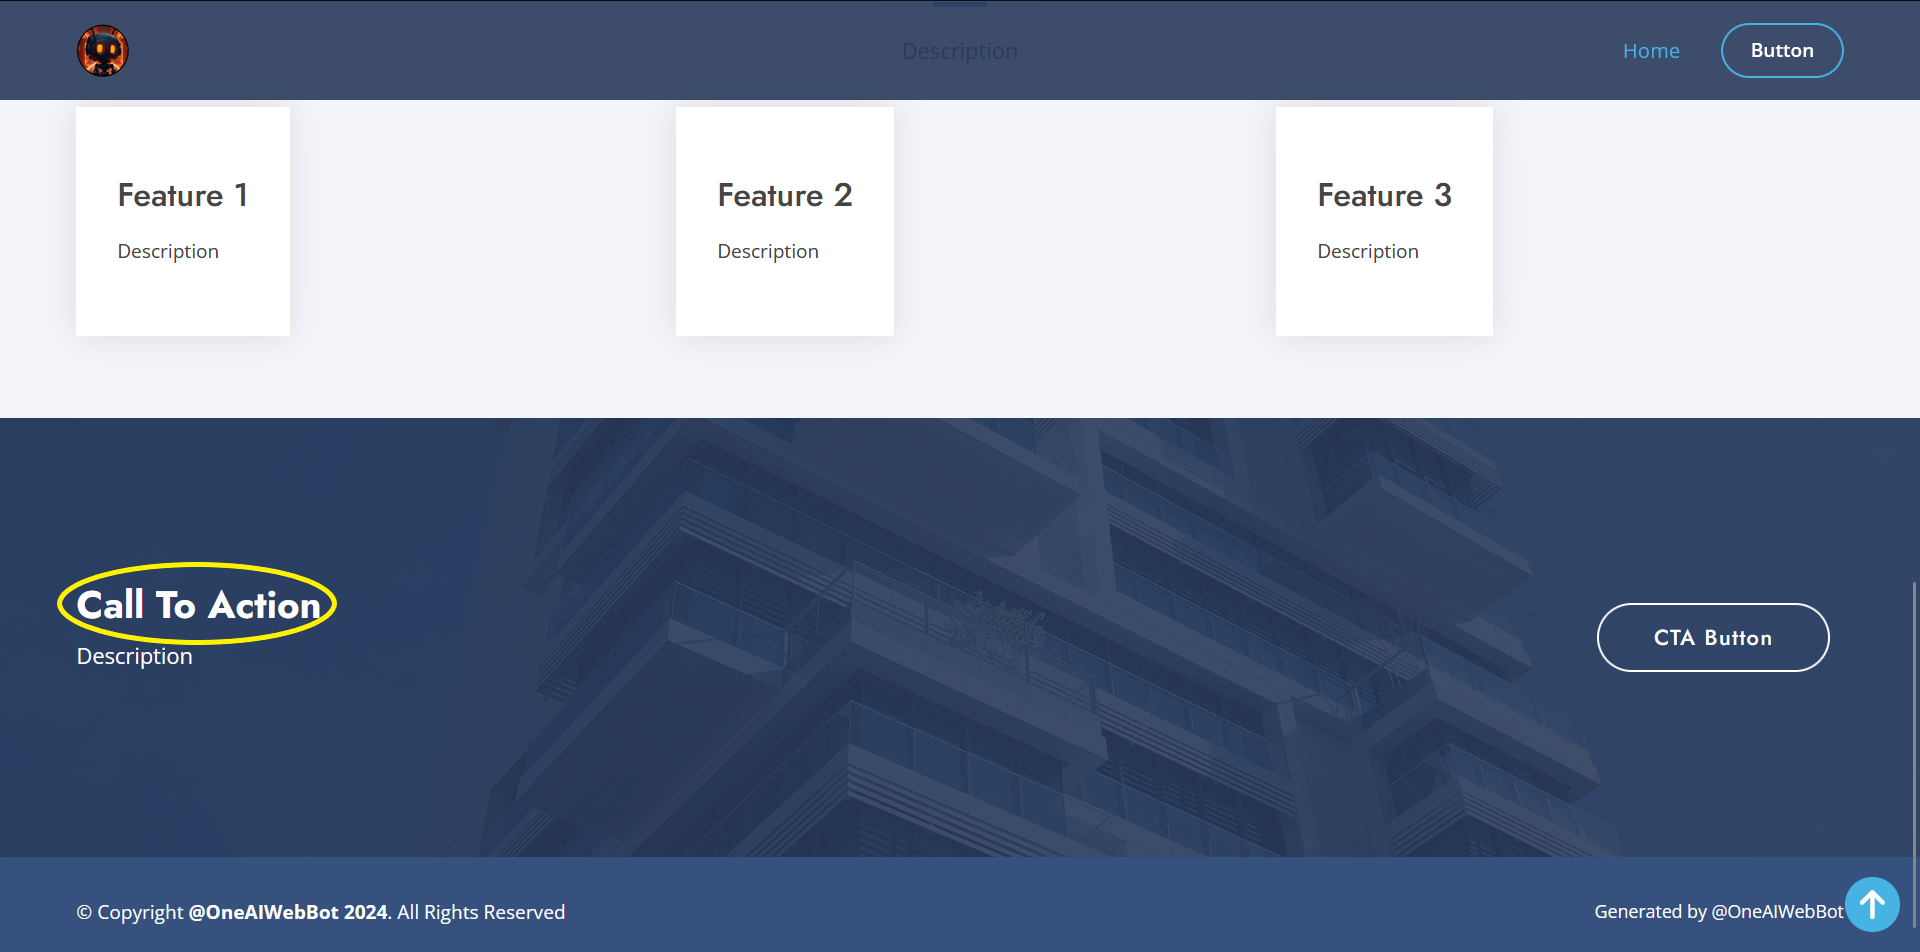 Description
Home
Button
Feature 1
Description
Feature 2
Description
Feature 3
Description
Call To Action
Description
CTA Button
© Copyright @OneAIWebBot 2024. All Rights Reserved
Generated by @OneAIWebBot